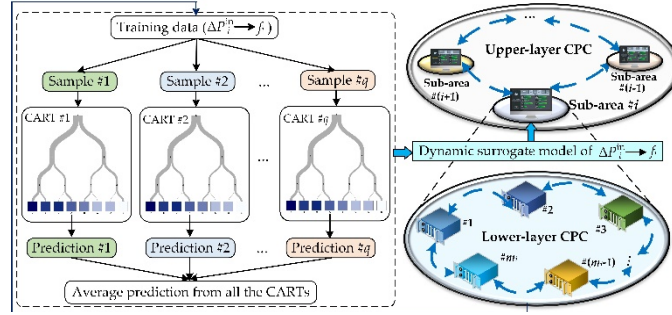 Training data (ΔP_i^in → f_i)
Sample #1
Sample #2
...
Sample #q
CART #1
CART #2
...
CART #q
Prediction #1
Prediction #2
...
Prediction #q
Average prediction from all the CARTs
...
Upper-layer CPC
Sub-area
#(i+1)
Sub-area
#(i-1)
Sub-area #i
Dynamic surrogate model of ΔP_i^in → f_i
#1
#2
#3
Lower-layer CPC
...
#(n_i-1)
#n_i